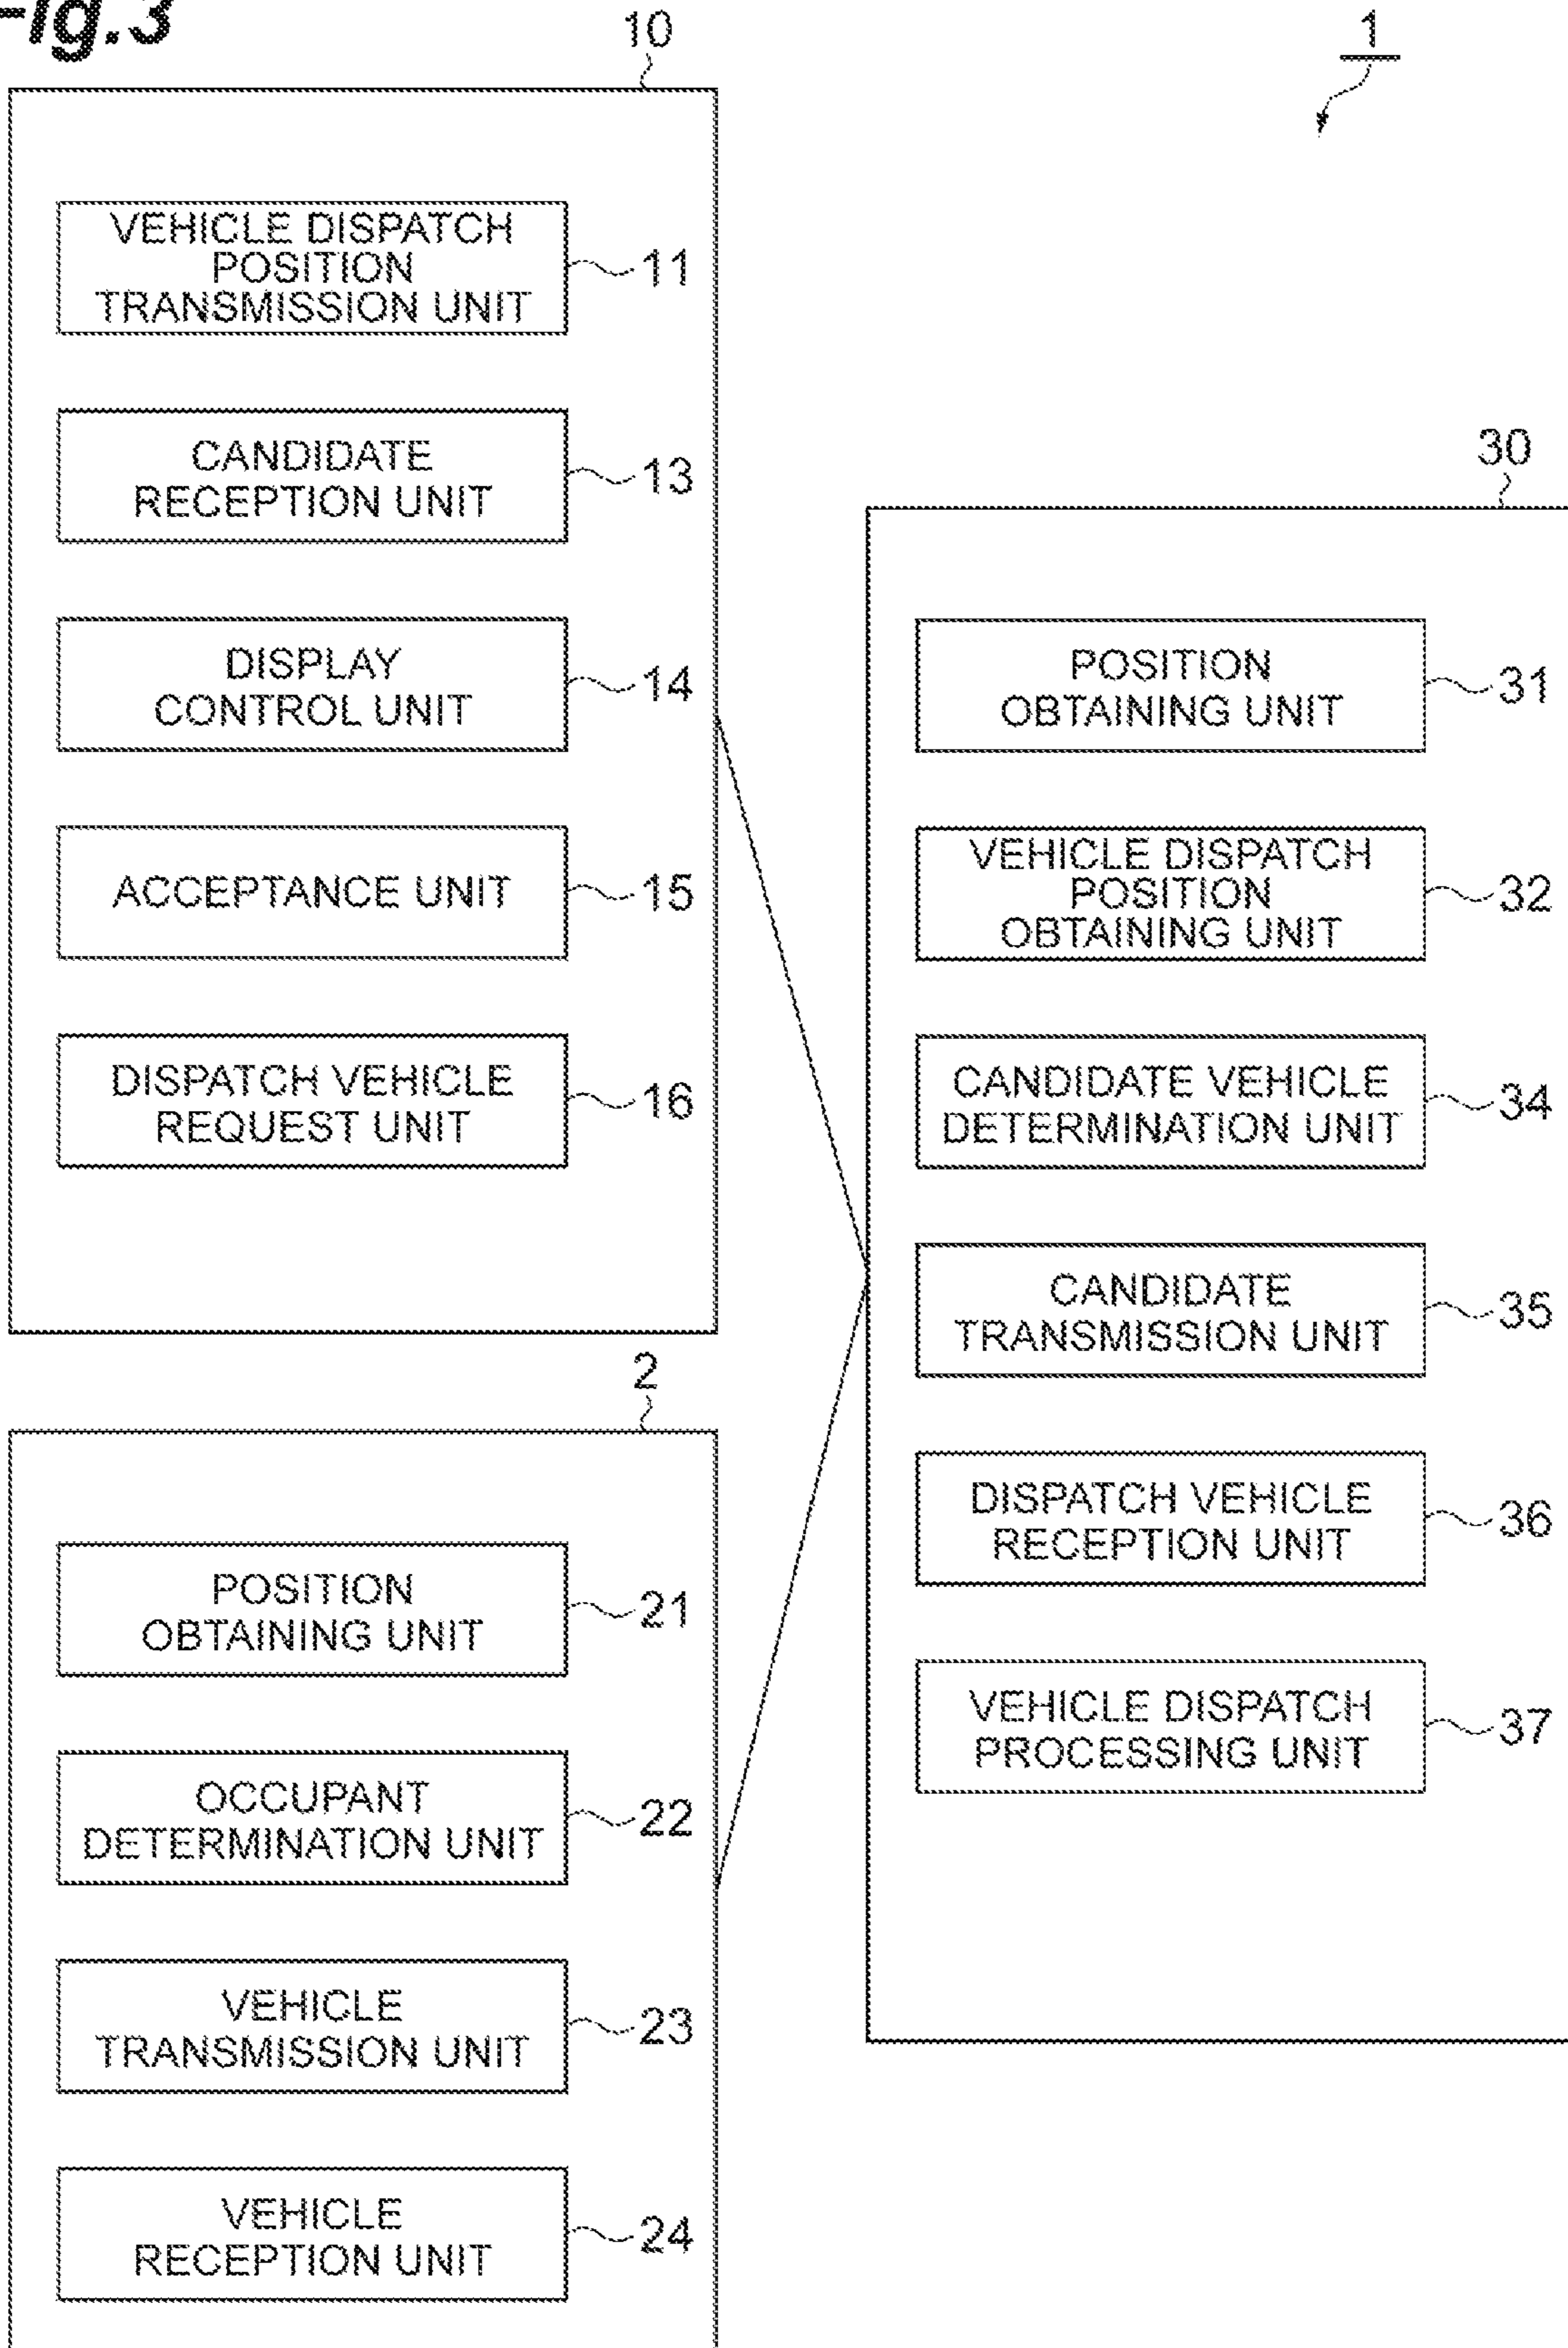 Fig.3
10
1
VEHICLE DISPATCH
POSITION
TRANSMISSION UNIT
11
CANDIDATE
RECEPTION UNIT
13
DISPLAY
CONTROL UNIT
14
ACCEPTANCE UNIT
15
DISPATCH VEHICLE
REQUEST UNIT
16
2
POSITION
OBTAINING UNIT
21
OCCUPANT
DETERMINATION UNIT
22
VEHICLE
TRANSMISSION UNIT
23
VEHICLE
RECEPTION UNIT
24
30
POSITION
OBTAINING UNIT
31
VEHICLE DISPATCH
POSITION
OBTAINING UNIT
32
CANDIDATE VEHICLE
DETERMINATION UNIT
34
CANDIDATE
TRANSMISSION UNIT
35
DISPATCH VEHICLE
RECEPTION UNIT
36
VEHICLE DISPATCH
PROCESSING UNIT
37